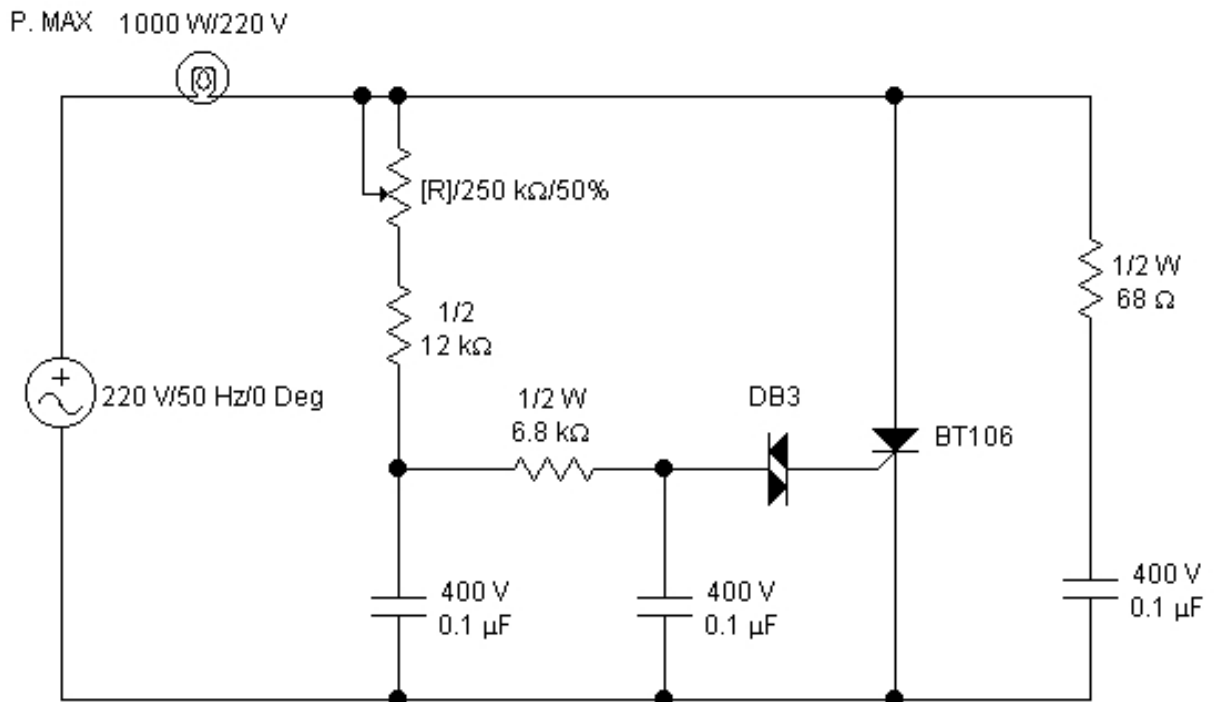 P. MAX 1000 W/220 V
[R]/250 kΩ/50%
1/2
12 kΩ
1/2 W
68 Ω
220 V/50 Hz/0 Deg
1/2 W
6.8 kΩ
DB3
BT106
400 V
0.1 µF
400 V
0.1 µF
400 V
0.1 µF